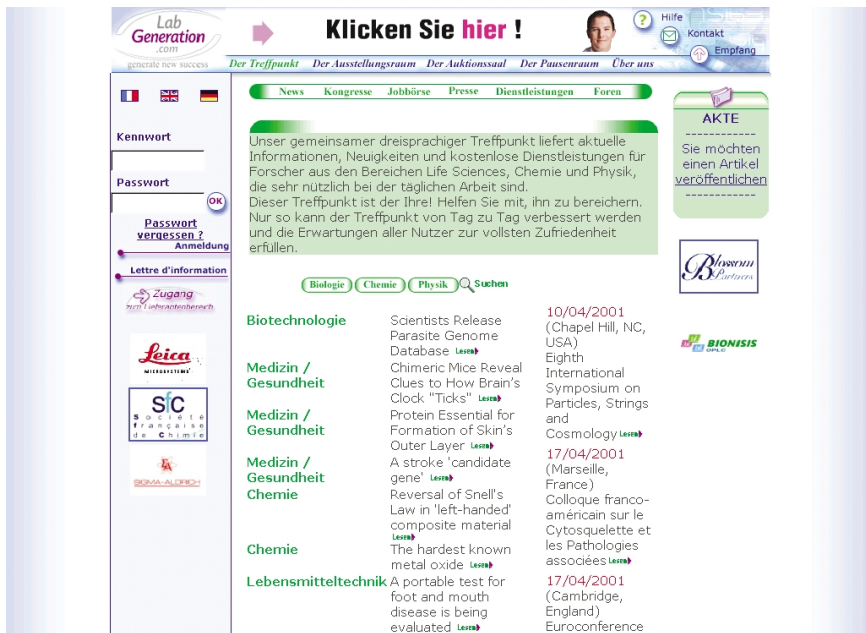 Lab
Generation
.com
generate new success
Klicken Sie hier !
Hilfe
Kontakt
Empfang
Der Treffpunkt Der Ausstellungsraum Der Auktionssaal Der Pausenraum Über uns
News Kongresse Jobbörse Presse Dienstleistungen Foren
Kennwort
Passwort
OK
Passwort
vergessen ?
Anmeldung
Lettre d'information
Zugang
zum Lieferantenbereich
Leica
MICROSYSTEMS
SfC
Société
française
de Chimie
SIGMA-ALDRICH
Unser gemeinsamer dreisprachiger Treffpunkt liefert aktuelle
Informationen, Neuigkeiten und kostenlose Dienstleistungen für
Forscher aus den Bereichen Life Sciences, Chemie und Physik,
die sehr nützlich bei der täglichen Arbeit sind.
Dieser Treffpunkt ist der Ihre! Helfen Sie mit, ihn zu bereichern.
Nur so kann der Treffpunkt von Tag zu Tag verbessert werden
und die Erwartungen aller Nutzer zur vollsten Zufriedenheit
erfüllen.
Biologie Chemie Physik Suchen
Biotechnologie
Scientists Release
Parasite Genome
Database Lesen
Medizin /
Gesundheit
Chimeric Mice Reveal
Clues to How Brain's
Clock "Ticks" Lesen
Medizin /
Gesundheit
Protein Essential for
Formation of Skin's
Outer Layer Lesen
Medizin /
Gesundheit
A stroke 'candidate
gene' Lesen
Chemie
Reversal of Snell's
Law in 'left-handed'
composite material
Lesen
Chemie
The hardest known
metal oxide Lesen
Lebensmitteltechnik
A portable test for
foot and mouth
disease is being
evaluated Lesen
10/04/2001
(Chapel Hill, NC,
USA)
Eighth
International
Symposium on
Particles, Strings
and
Cosmology Lesen
17/04/2001
(Marseille,
France)
Colloque franco-
américain sur le
Cytosquelette et
les Pathologies
associées Lesen
17/04/2001
(Cambridge,
England)
Euroconference
AKTE
------------
Sie möchten
einen Artikel
veröffentlichen
------------
Blossom
Partners
BIONISIS